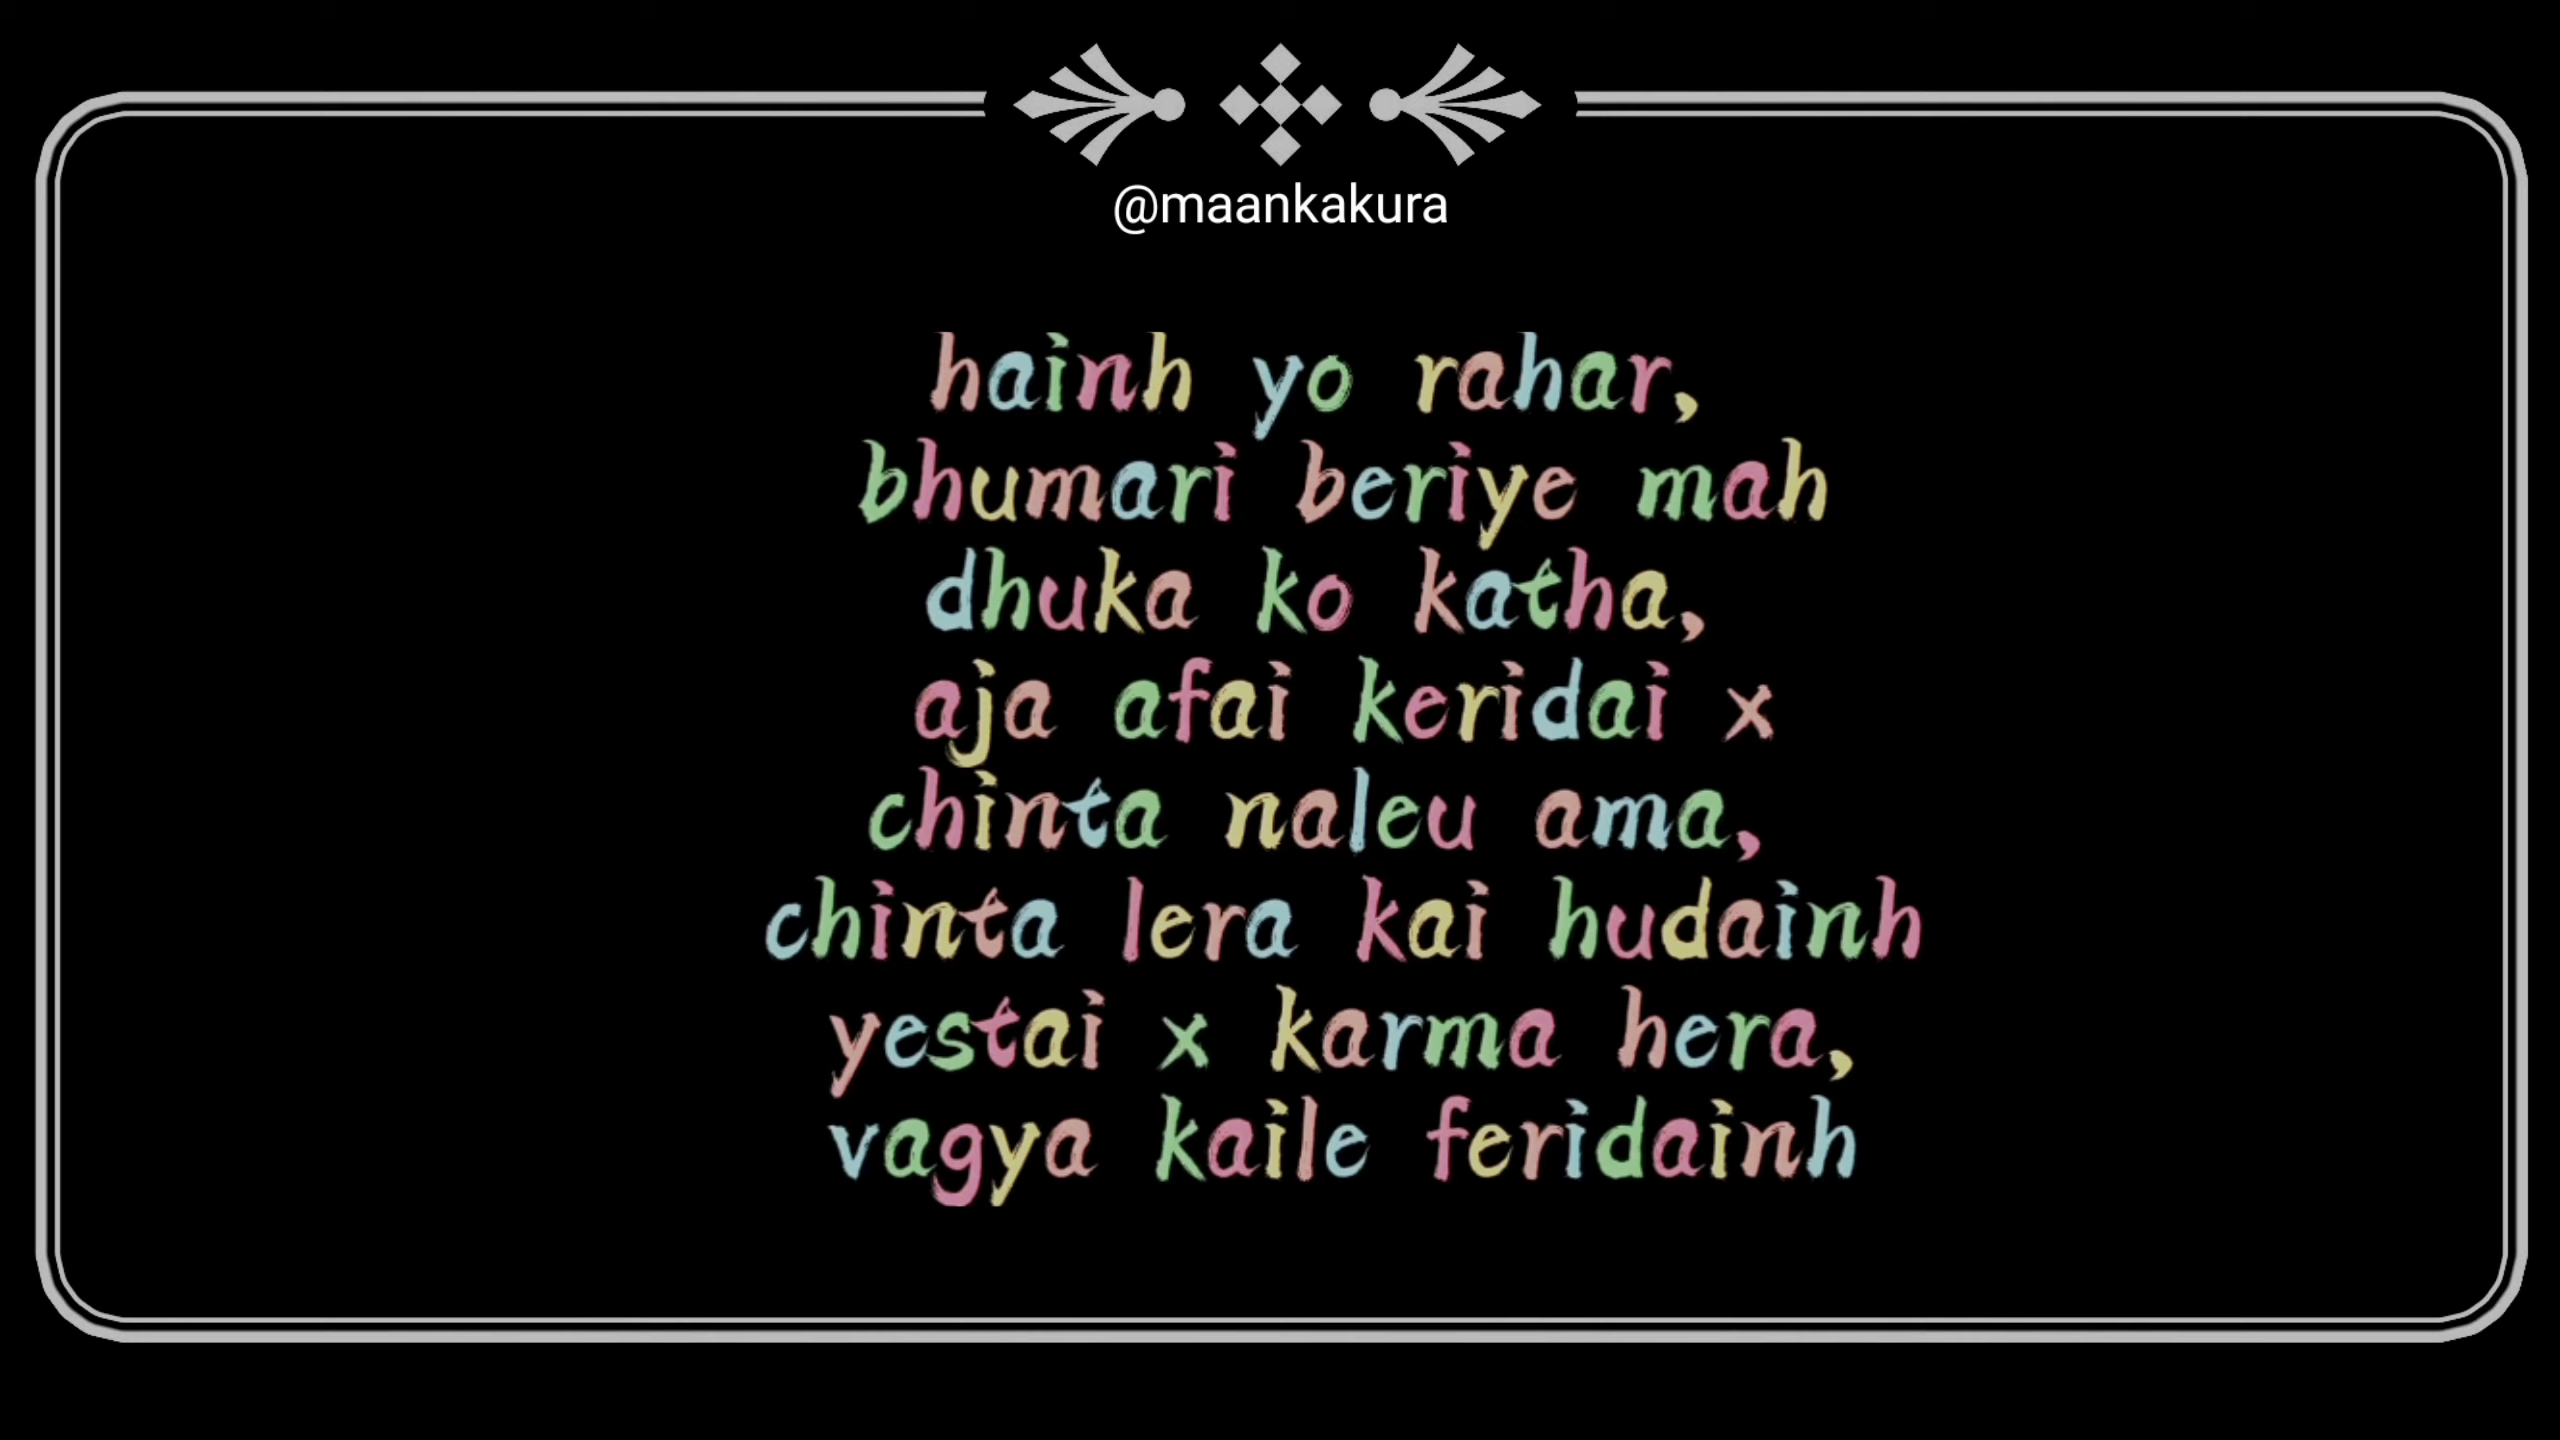 @maankakura
hainh yo rahar,
bhumari beriye mah
dhuka ko katha,
aja afai keridai x
chinta naleu ama,
chinta lera kai hudainh
yestai x karma hera,
vagya kaile feridainh